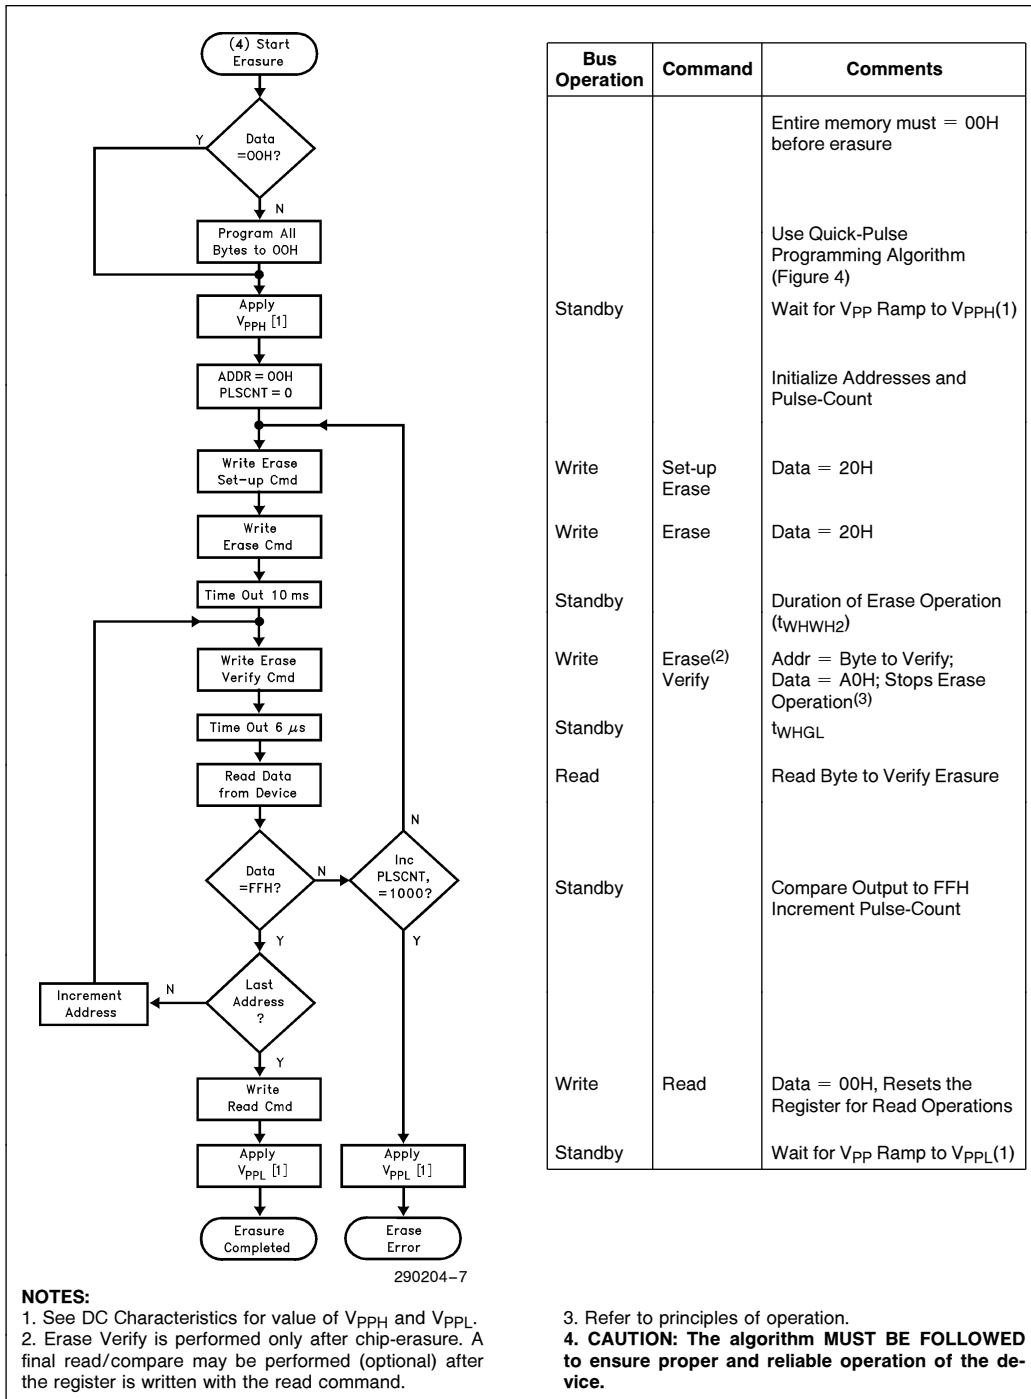 (4) Start
Erasure
Y
Data
=00H?
N
Program All
Bytes to 00H
Apply
VPPH [1]
ADDR = 00H
PLSCNT = 0
Write Erase
Set-up Cmd
Write
Erase Cmd
Time Out 10 ms
Write Erase
Verify Cmd
Time Out 6 μs
Read Data
from Device
N
Data
=FFH?
N
Inc
PLSCNT,
=1000?
Y
Y
Increment
Address
N
Last
Address
?
Y
Write
Read Cmd
Apply
VPPL [1]
Apply
VPPL [1]
Erasure
Completed
Erase
Error
290204-7
Bus
Operation
Command
Comments
Entire memory must = 00H
before erasure
Use Quick-Pulse
Programming Algorithm
(Figure 4)
Standby
Wait for VPP Ramp to VPPH(1)
Initialize Addresses and
Pulse-Count
Write
Set-up
Erase
Data = 20H
Write
Erase
Data = 20H
Standby
Duration of Erase Operation
(tWHWH2)
Write
Erase(2)
Verify
Addr = Byte to Verify;
Data = A0H; Stops Erase
Operation(3)
Standby
tWHGL
Read
Read Byte to Verify Erasure
Standby
Compare Output to FFH
Increment Pulse-Count
Write
Read
Data = 00H, Resets the
Register for Read Operations
Standby
Wait for VPP Ramp to VPPL(1)
NOTES:
1. See DC Characteristics for value of VPPH and VPPL.
2. Erase Verify is performed only after chip-erasure. A
final read/compare may be performed (optional) after
the register is written with the read command.
3. Refer to principles of operation.
4. CAUTION: The algorithm MUST BE FOLLOWED
to ensure proper and reliable operation of the de-
vice.